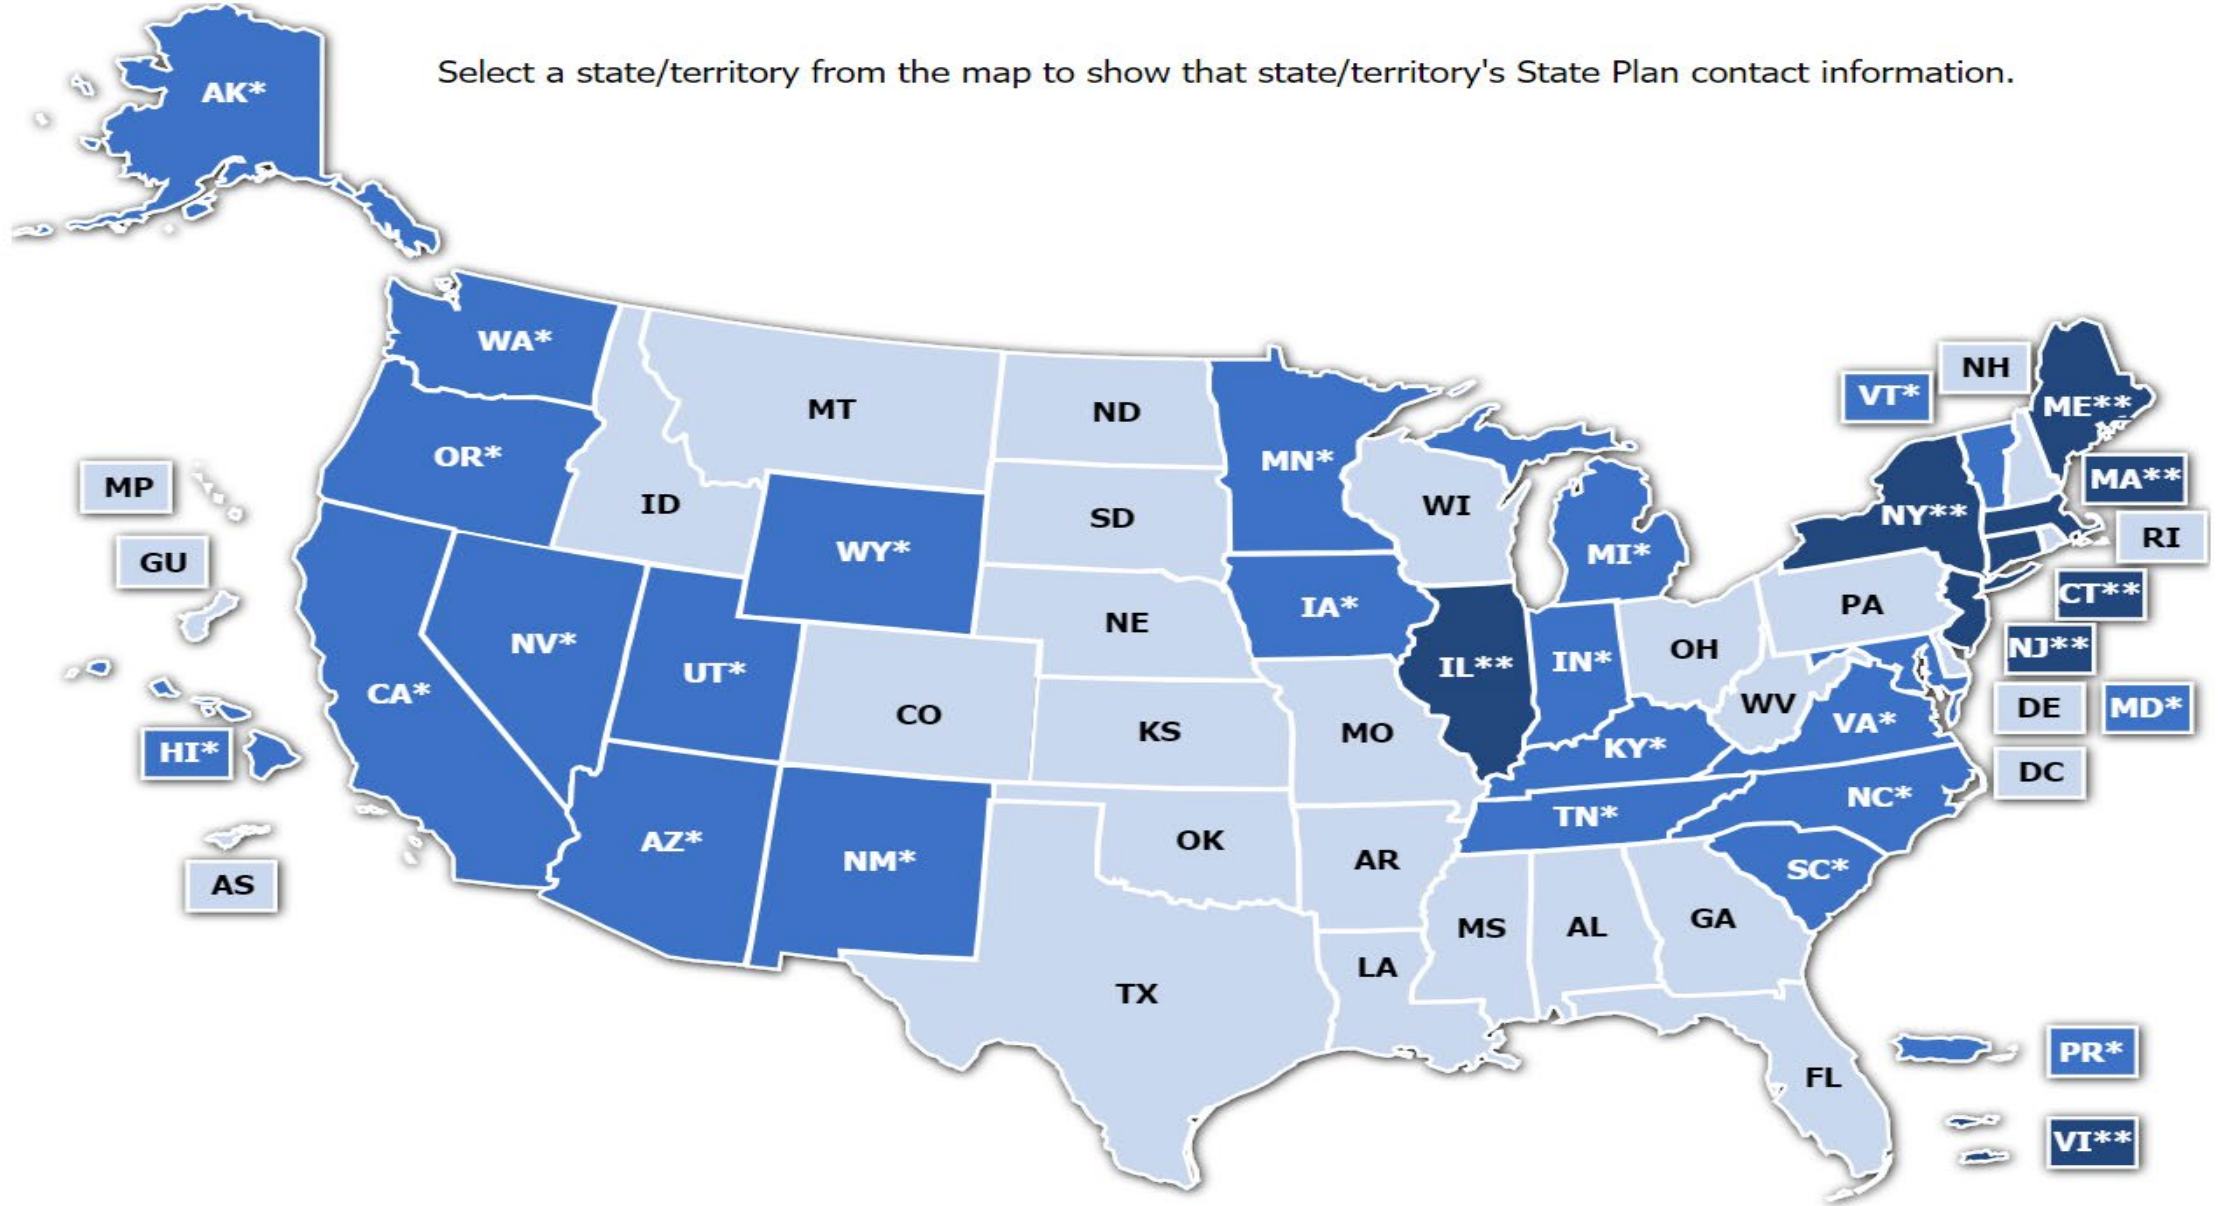 AK*
Select a state/territory from the map to show that state/territory's State Plan contact information.
WA*
MT
ND
MN*
OR*
ID
SD
WI
MI*
VT*
NH
ME**
MA**
NY**
RI
MP
GU
WY*
IA*
NE
PA
CT**
NV*
UT*
CO
KS
MO
IL**
IN*
OH
NJ**
WV
VA*
DE
MD*
CA*
HI*
KY*
DC
NC*
TN*
AZ*
NM*
OK
AR
SC*
AS
MS
AL
GA
LA
TX
FL
PR*
VI**